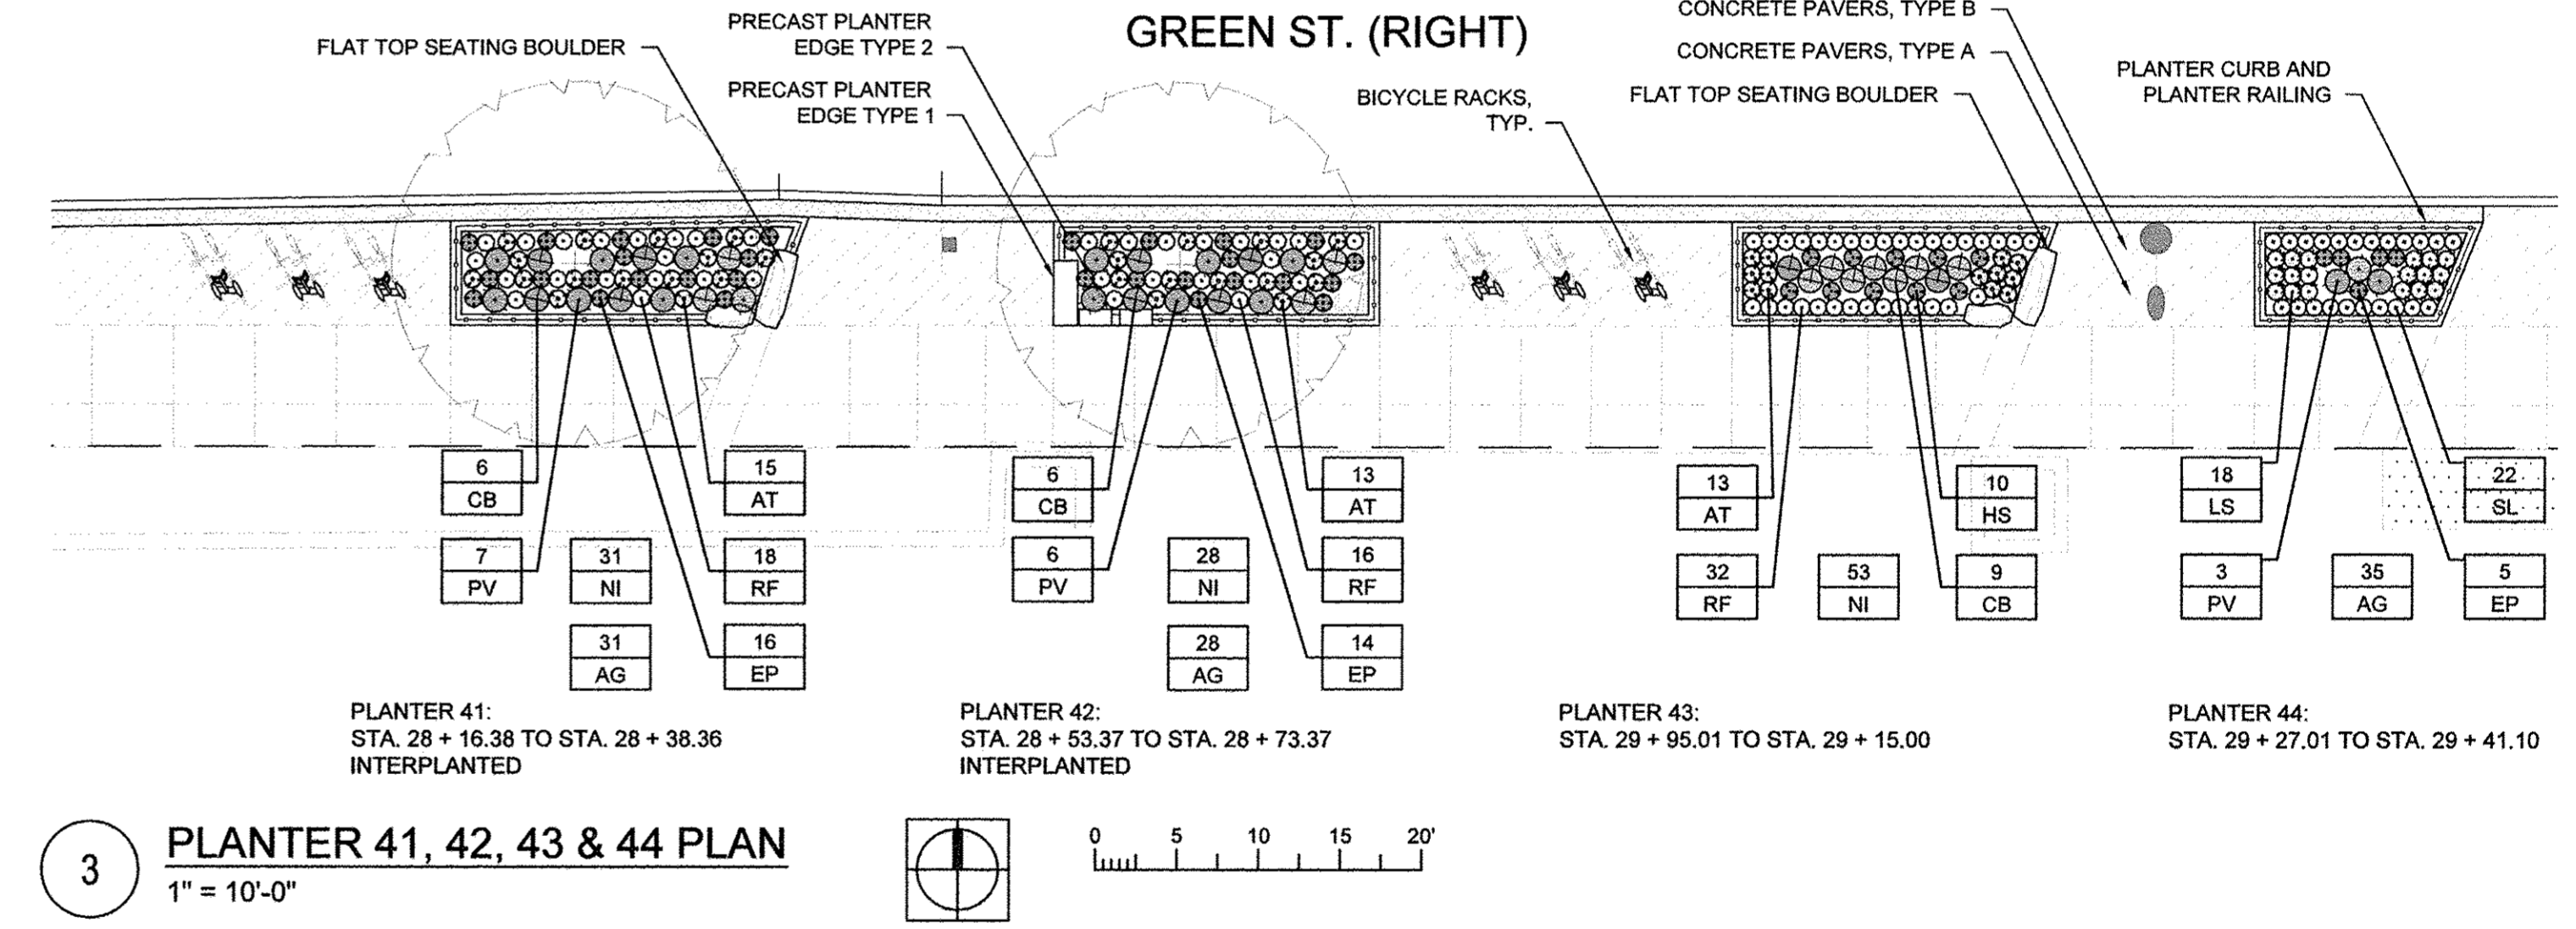 GREEN ST. (RIGHT)
FLAT TOP SEATING BOULDER
PRECAST PLANTER
EDGE TYPE 2
PRECAST PLANTER
EDGE TYPE 1
BICYCLE RACKS,
TYP.
CONCRETE PAVERS, TYPE B
CONCRETE PAVERS, TYPE A
FLAT TOP SEATING BOULDER
PLANTER CURB AND
PLANTER RAILING
6
CB
15
AT
7
PV
31
NI
18
RF
31
AG
16
EP
6
CB
13
AT
6
PV
28
NI
16
RF
28
AG
14
EP
13
AT
10
HS
32
RF
53
NI
9
CB
18
LS
22
SL
3
PV
35
AG
5
EP
PLANTER 41:
STA. 28 + 16.38 TO STA. 28 + 38.36
INTERPLANTED
PLANTER 42:
STA. 28 + 53.37 TO STA. 28 + 73.37
INTERPLANTED
PLANTER 43:
STA. 29 + 95.01 TO STA. 29 + 15.00
PLANTER 44:
STA. 29 + 27.01 TO STA. 29 + 41.10
3
PLANTER 41, 42, 43 & 44 PLAN
1" = 10'-0"
0 5 10 15 20'